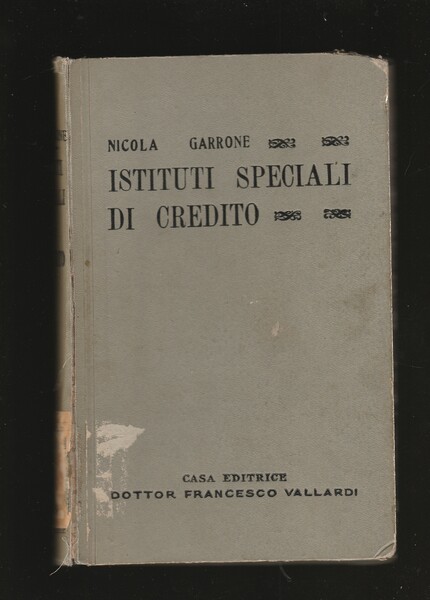 NICOLA GARRONE
ISTITUTI SPECIALI
DI CREDITO
CASA EDITRICE
DOTTOR FRANCESCO VALLARDI